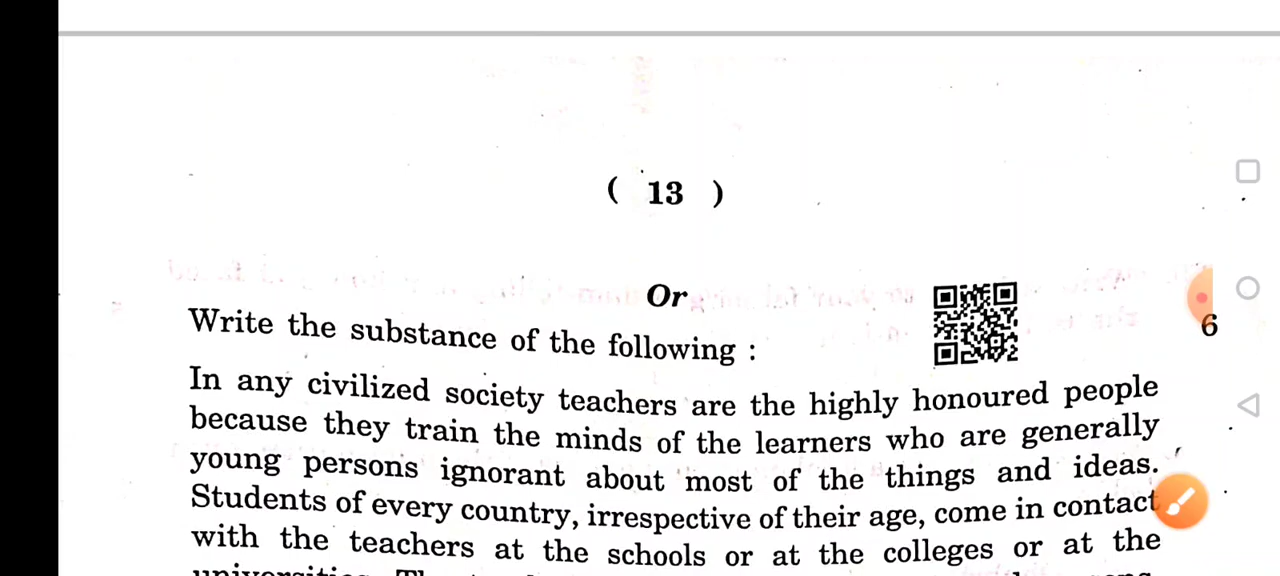 ( 13 )
Or
Write the substance of the following :
6
In any civilized society teachers are the highly honoured people
because they train the minds of the learners who are generally
young persons ignorant about most of the things and ideas.
Students of every country, irrespective of their age, come in contact
with the teachers at the schools or at the colleges or at the